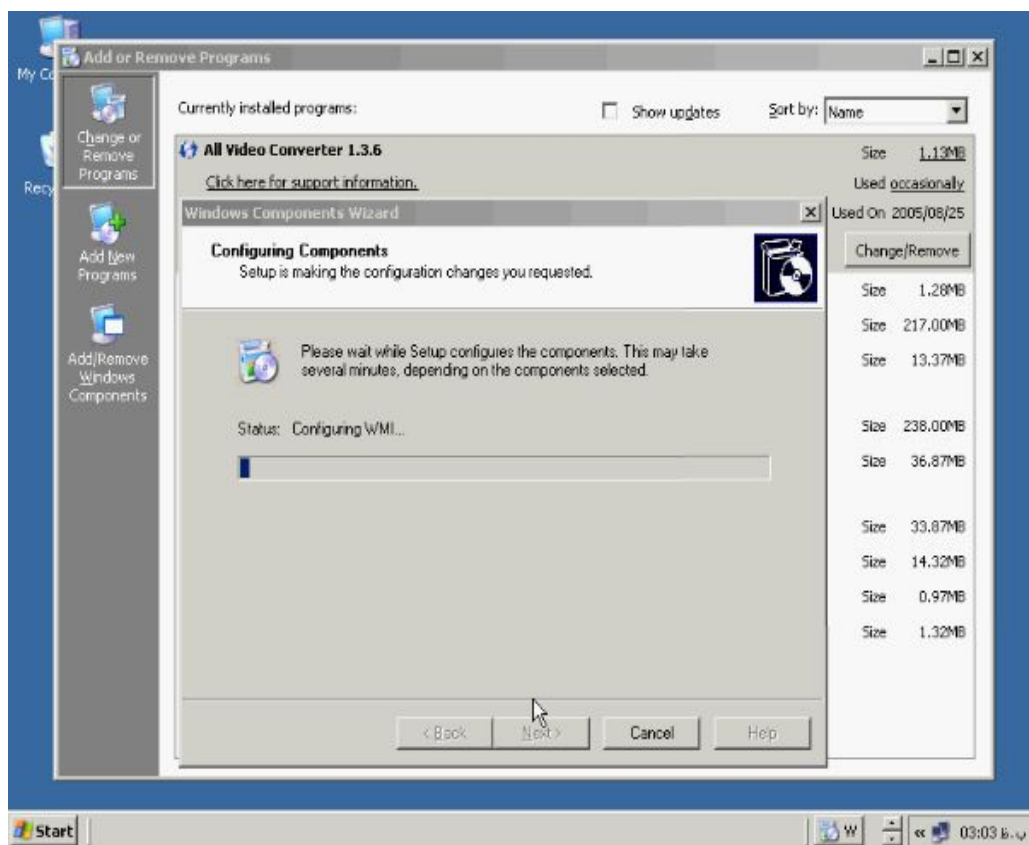 My Co
Recy
Add or Remove Programs
Change or
Remove
Programs
Add New
Programs
Add/Remove
Windows
Components
Currently installed programs:
Show updates
Sort by: Name
All Video Converter 1.3.6
Size 1.13MB
Click here for support information.
Used occasionally
Used On 2005/08/25
Change/Remove
Size 1.28MB
Size 217.00MB
Size 13.37MB
Size 238.00MB
Size 36.87MB
Size 33.87MB
Size 14.32MB
Size 0.97MB
Size 1.32MB
Windows Components Wizard
Configuring Components
Setup is making the configuration changes you requested.
Please wait while Setup configures the components. This may take
several minutes, depending on the components selected.
Status: Configuring WMI...
< Back Next > Cancel Help
Start W « 03:03 ب.ظ